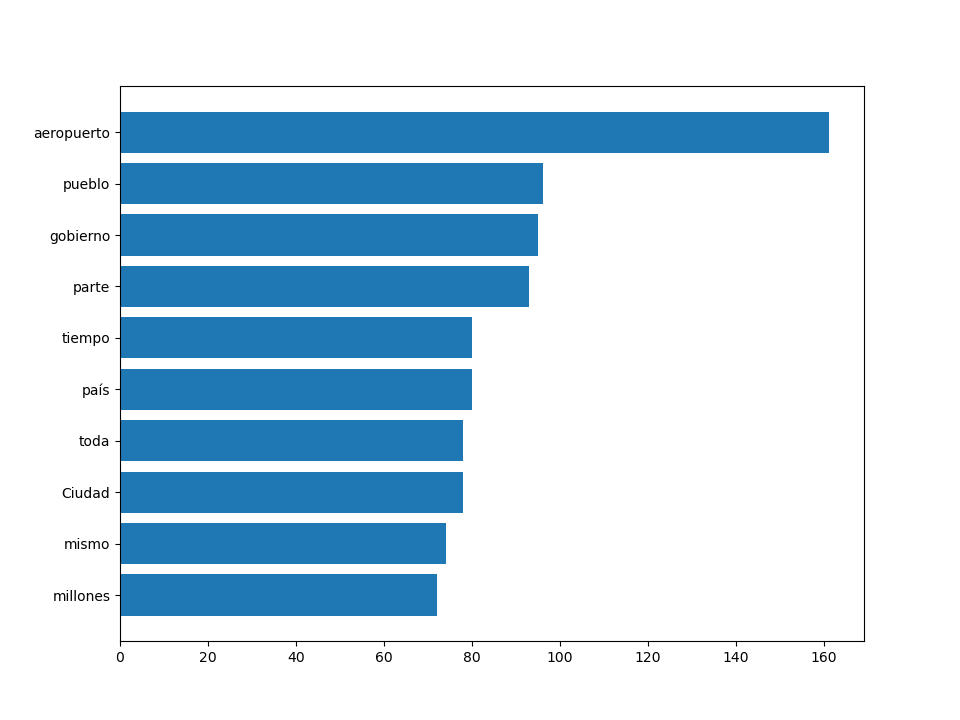 aeropuerto
pueblo
gobierno
parte
tiempo
país
toda
Ciudad
mismo
millones
0 20 40 60 80 100 120 140 160